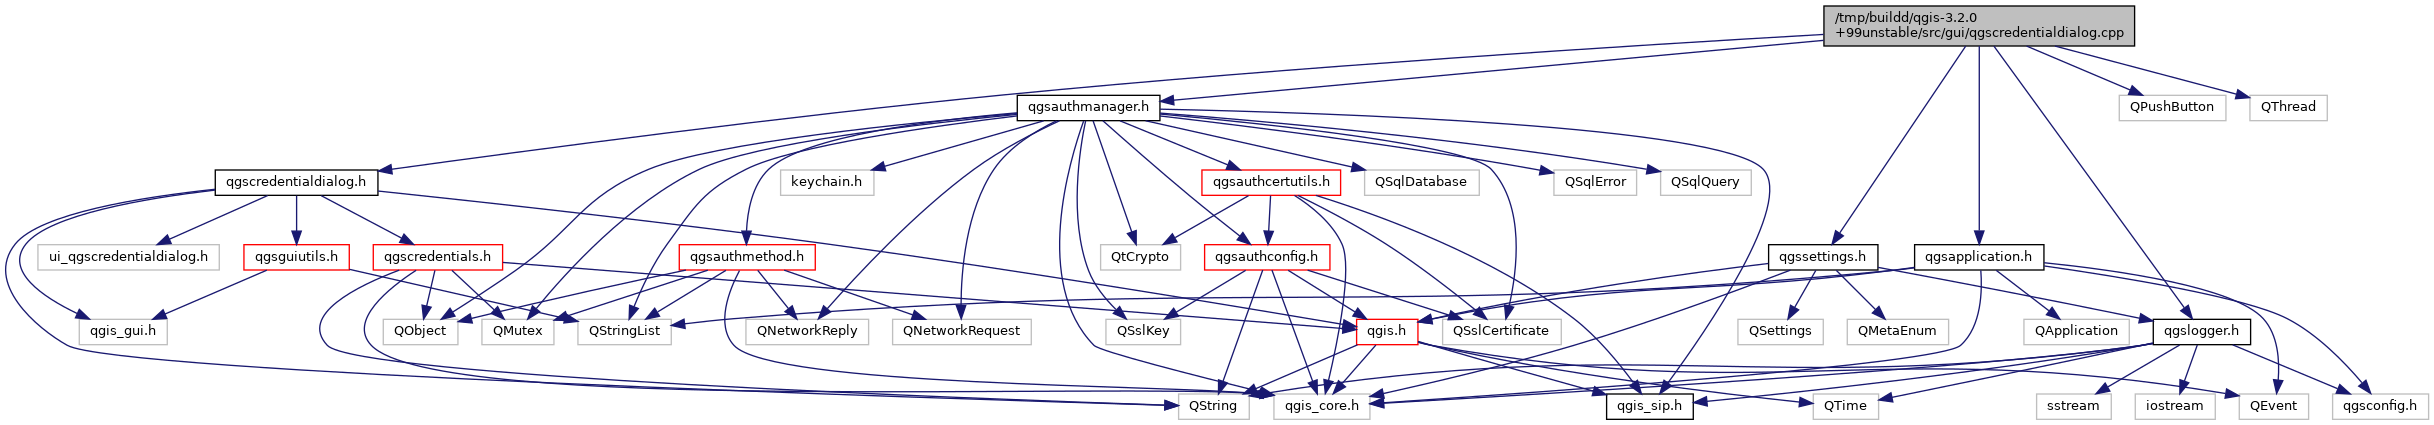 /tmp/buildd/qgis-3.2.0
+99unstable/src/gui/qgscredentialdialog.cpp
qgsauthmanager.h
QPushButton
QThread
qgscredentialdialog.h
keychain.h
qgsauthcertutils.h
QSqlDatabase
QSqlError
QSqlQuery
ui_qgscredentialdialog.h
qgsguiutils.h
qgscredentials.h
qgsauthmethod.h
QtCrypto
qgsauthconfig.h
qgssettings.h
qgsapplication.h
qgis_gui.h
QObject
QMutex
QStringList
QNetworkReply
QNetworkRequest
QSslKey
qgis.h
QSslCertificate
QSettings
QMetaEnum
QApplication
qgslogger.h
QString
qgis_core.h
qgis_sip.h
QTime
sstream
iostream
QEvent
qgsconfig.h